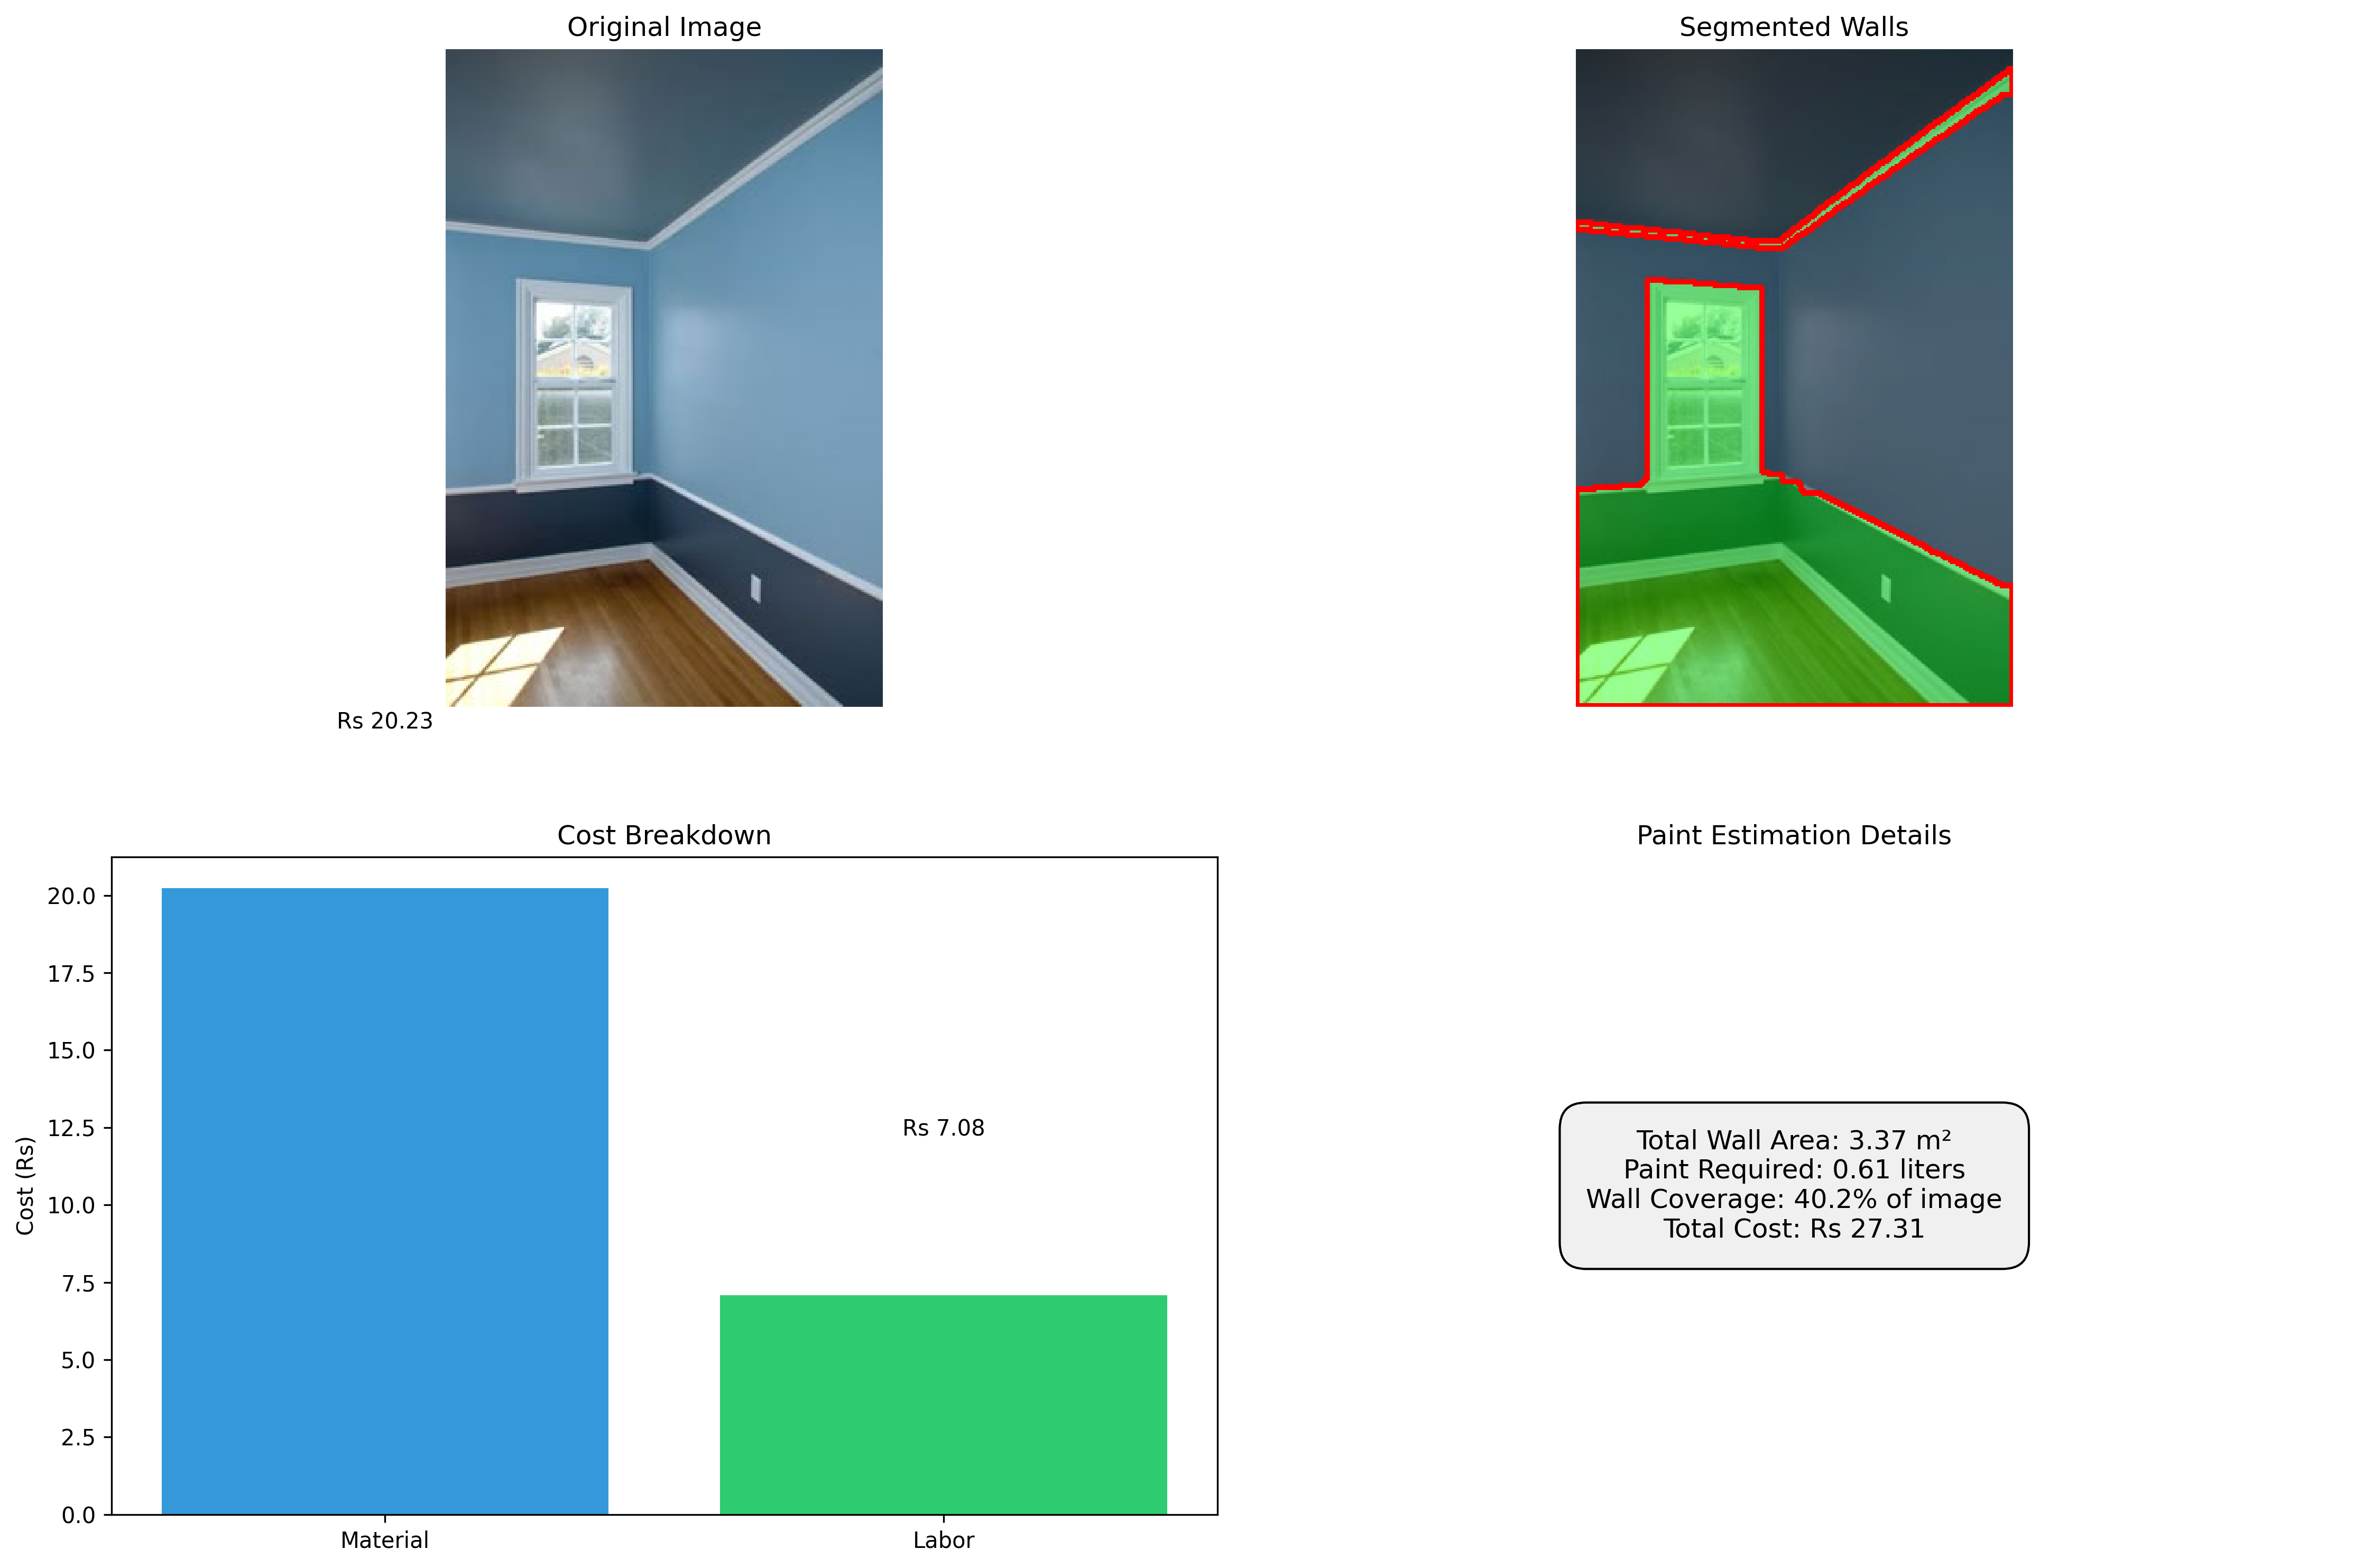 Original Image
Segmented Walls
Rs 20.23
Cost Breakdown
Cost (Rs)
20.0
17.5
15.0
12.5
10.0
7.5
5.0
2.5
0.0
Rs 7.08
Material
Labor
Paint Estimation Details
Total Wall Area: 3.37 m²
Paint Required: 0.61 liters
Wall Coverage: 40.2% of image
Total Cost: Rs 27.31